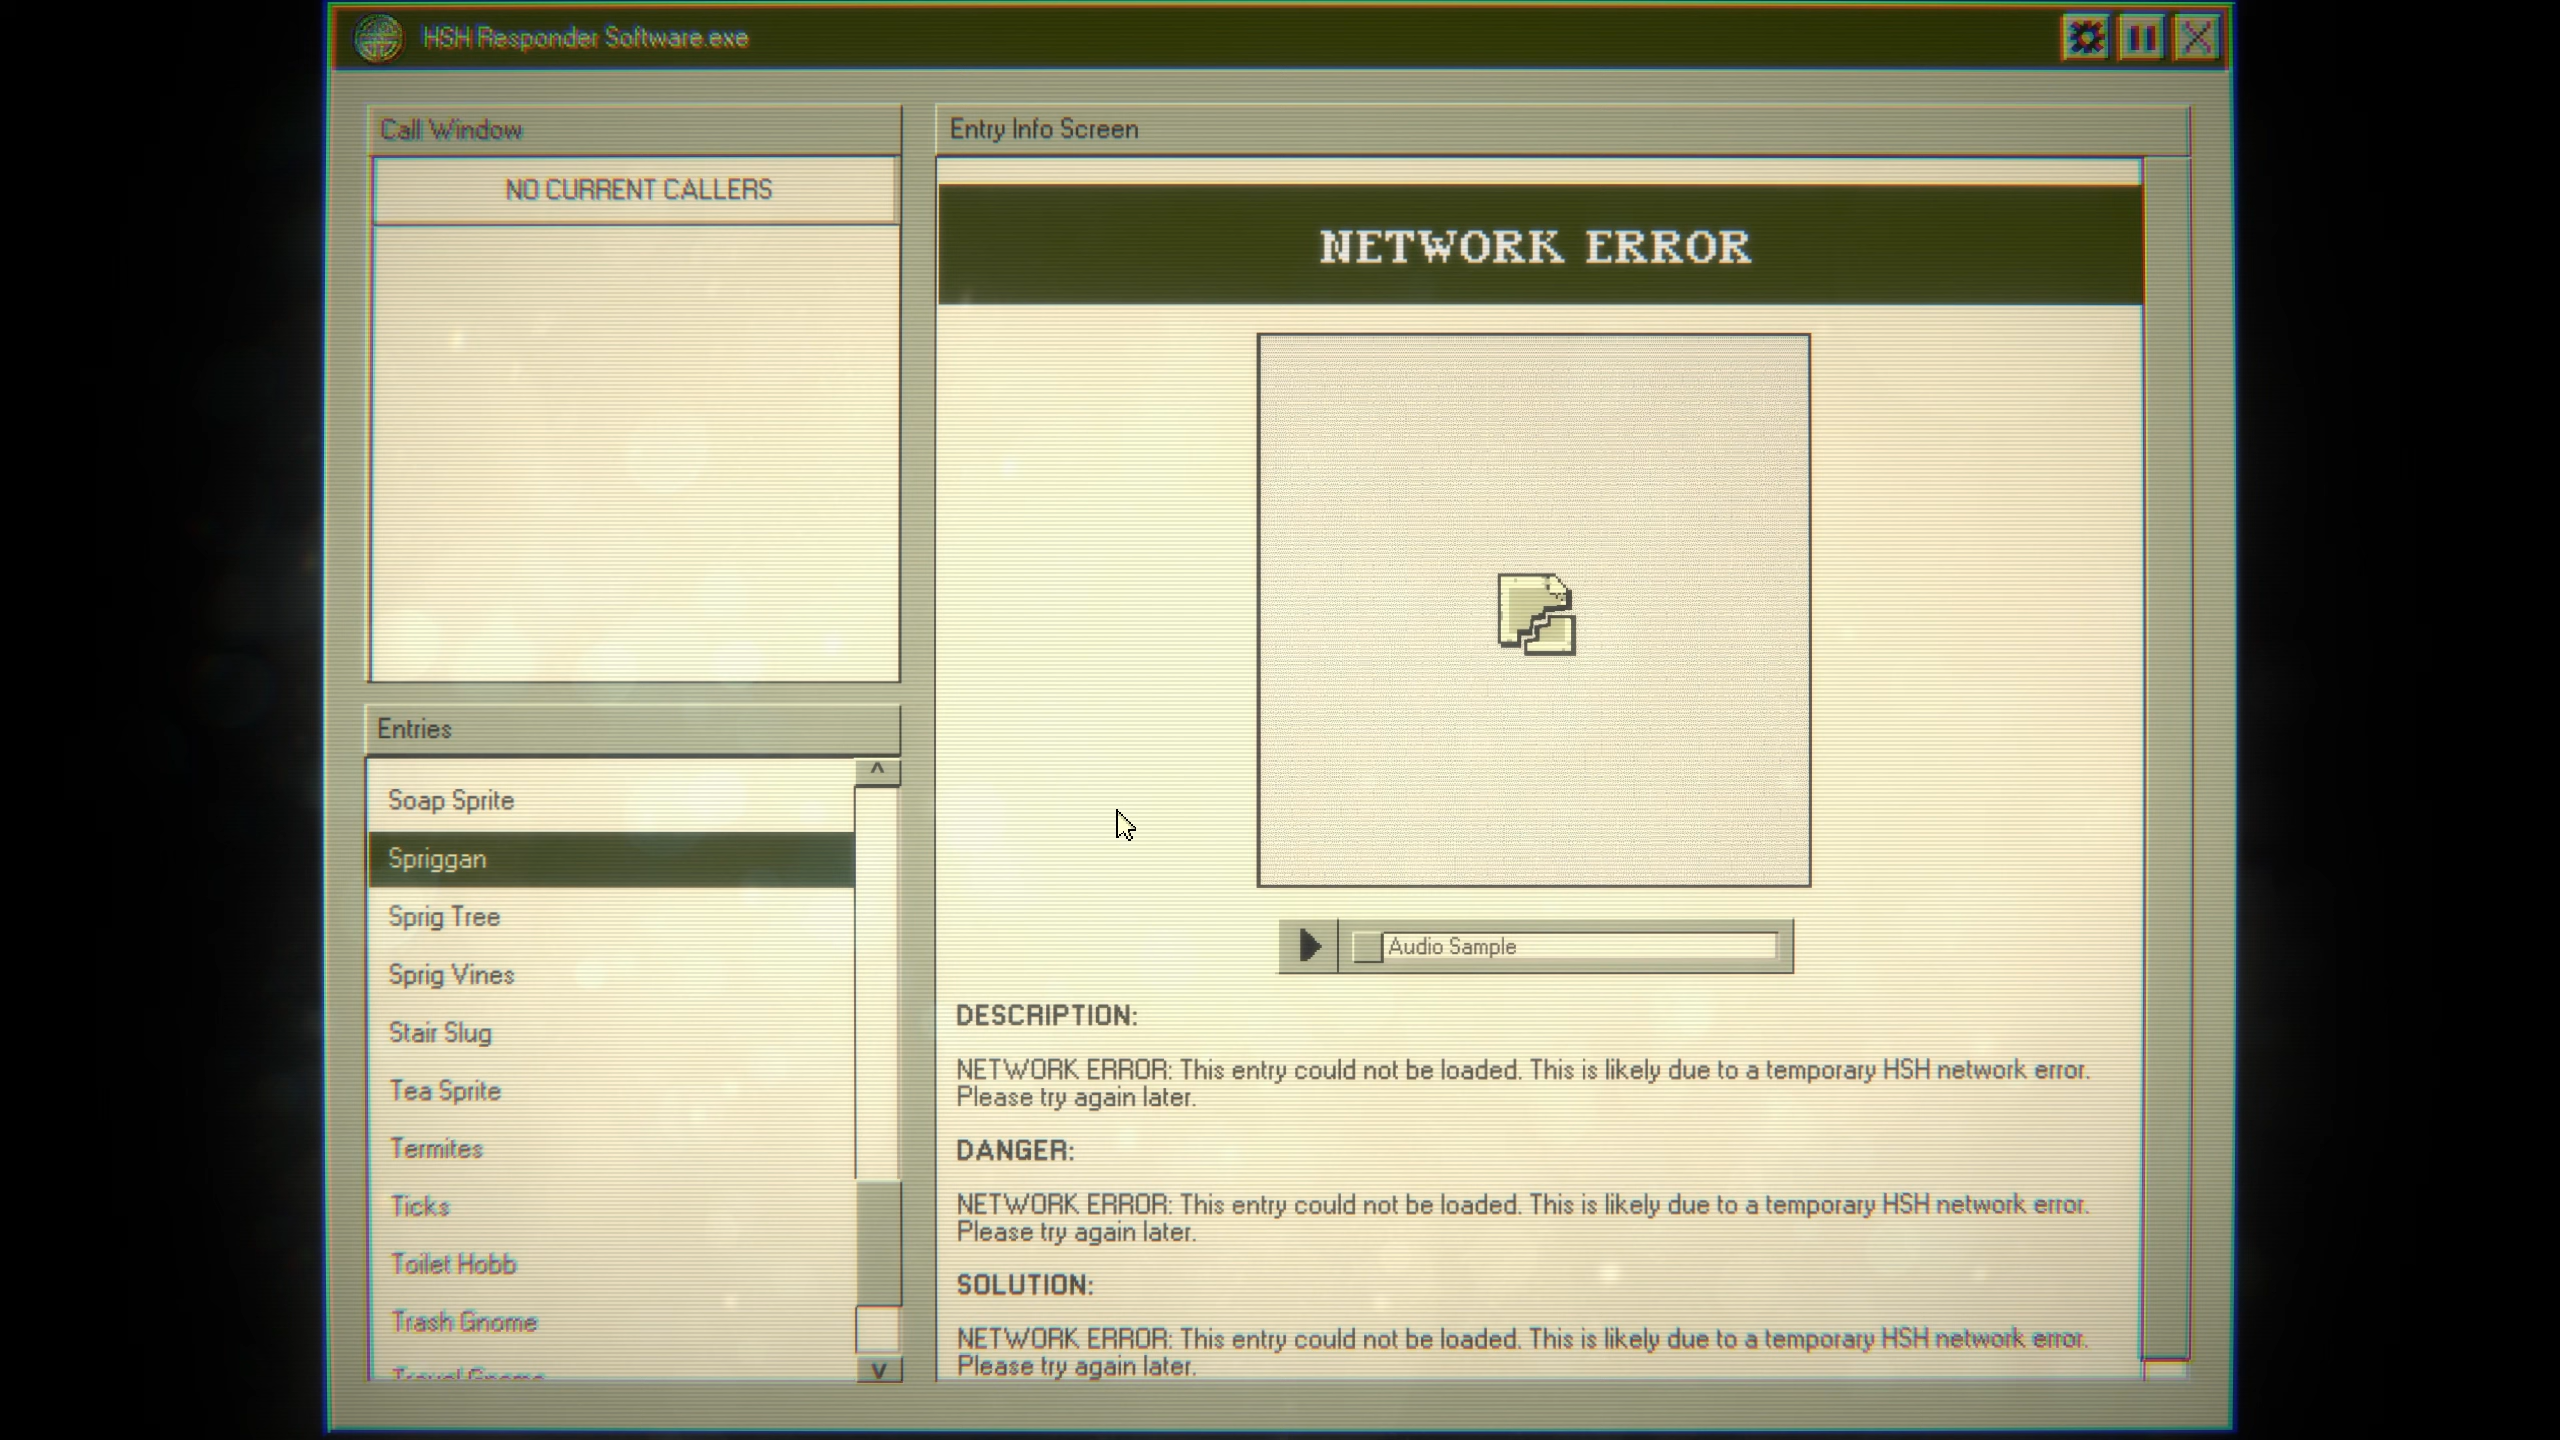 HSH Responder Software.exe
Call Window
NO CURRENT CALLERS
Entries
Soap Sprite
Spriggan
Sprig Tree
Sprig Vines
Stair Slug
Tea Sprite
Termites
Ticks
Toilet Hobb
Trash Gnome
Travel Gnome
Entry Info Screen
NETWORK ERROR
Audio Sample
DESCRIPTION:
NETWORK ERROR: This entry could not be loaded. This is likely due to a temporary HSH network error.
Please try again later.
DANGER:
NETWORK ERROR: This entry could not be loaded. This is likely due to a temporary HSH network error.
Please try again later.
SOLUTION:
NETWORK ERROR: This entry could not be loaded. This is likely due to a temporary HSH network error.
Please try again later.